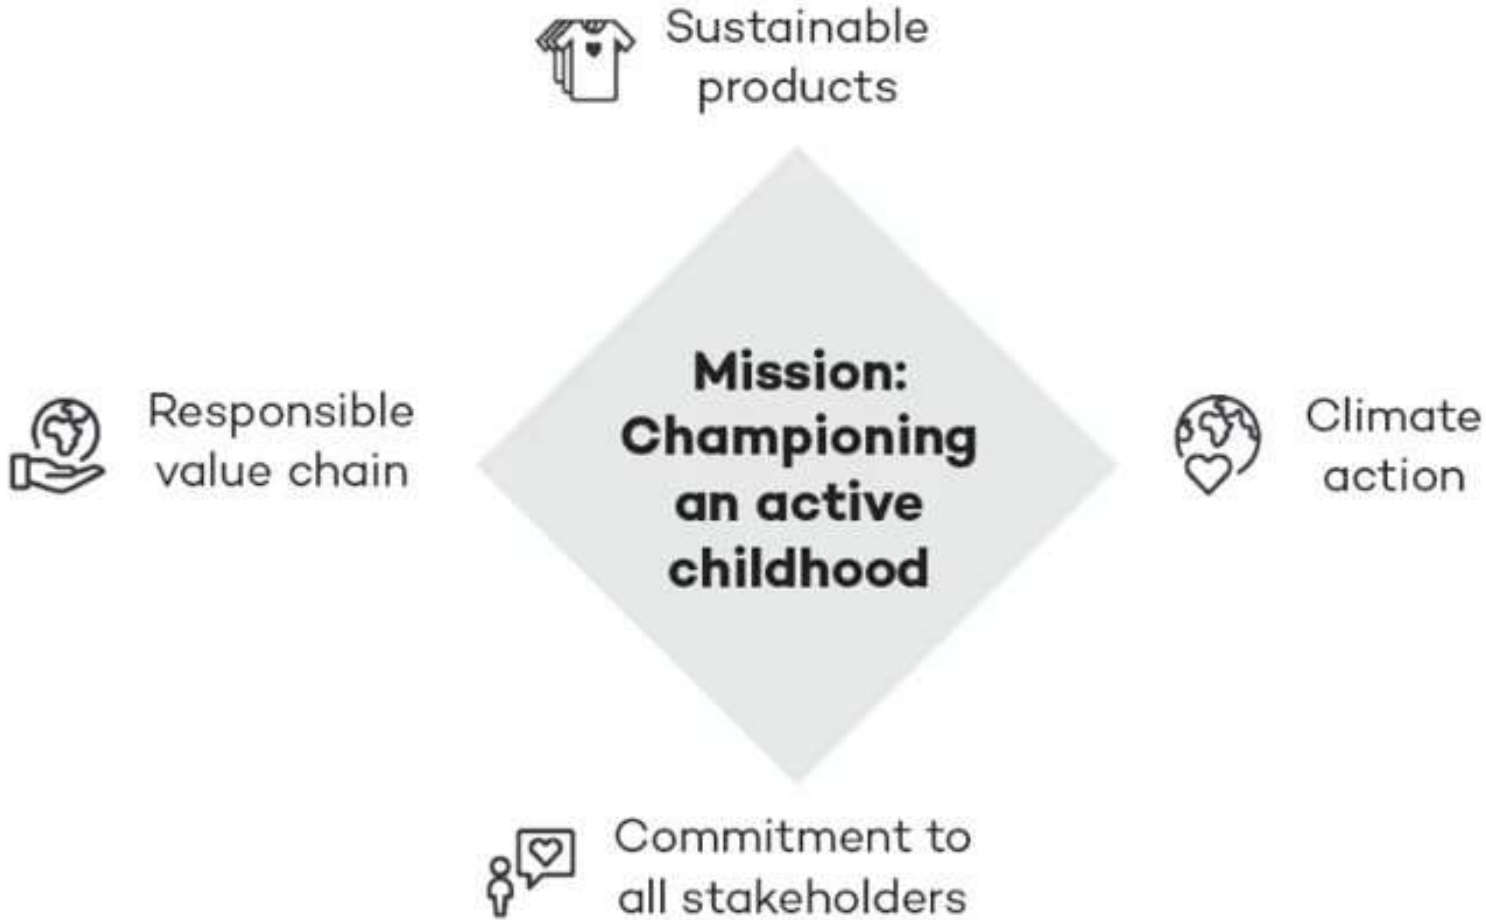 Sustainable
products
Responsible
value chain
Mission:
Championing
an active
childhood
Climate
action
Commitment to
all stakeholders